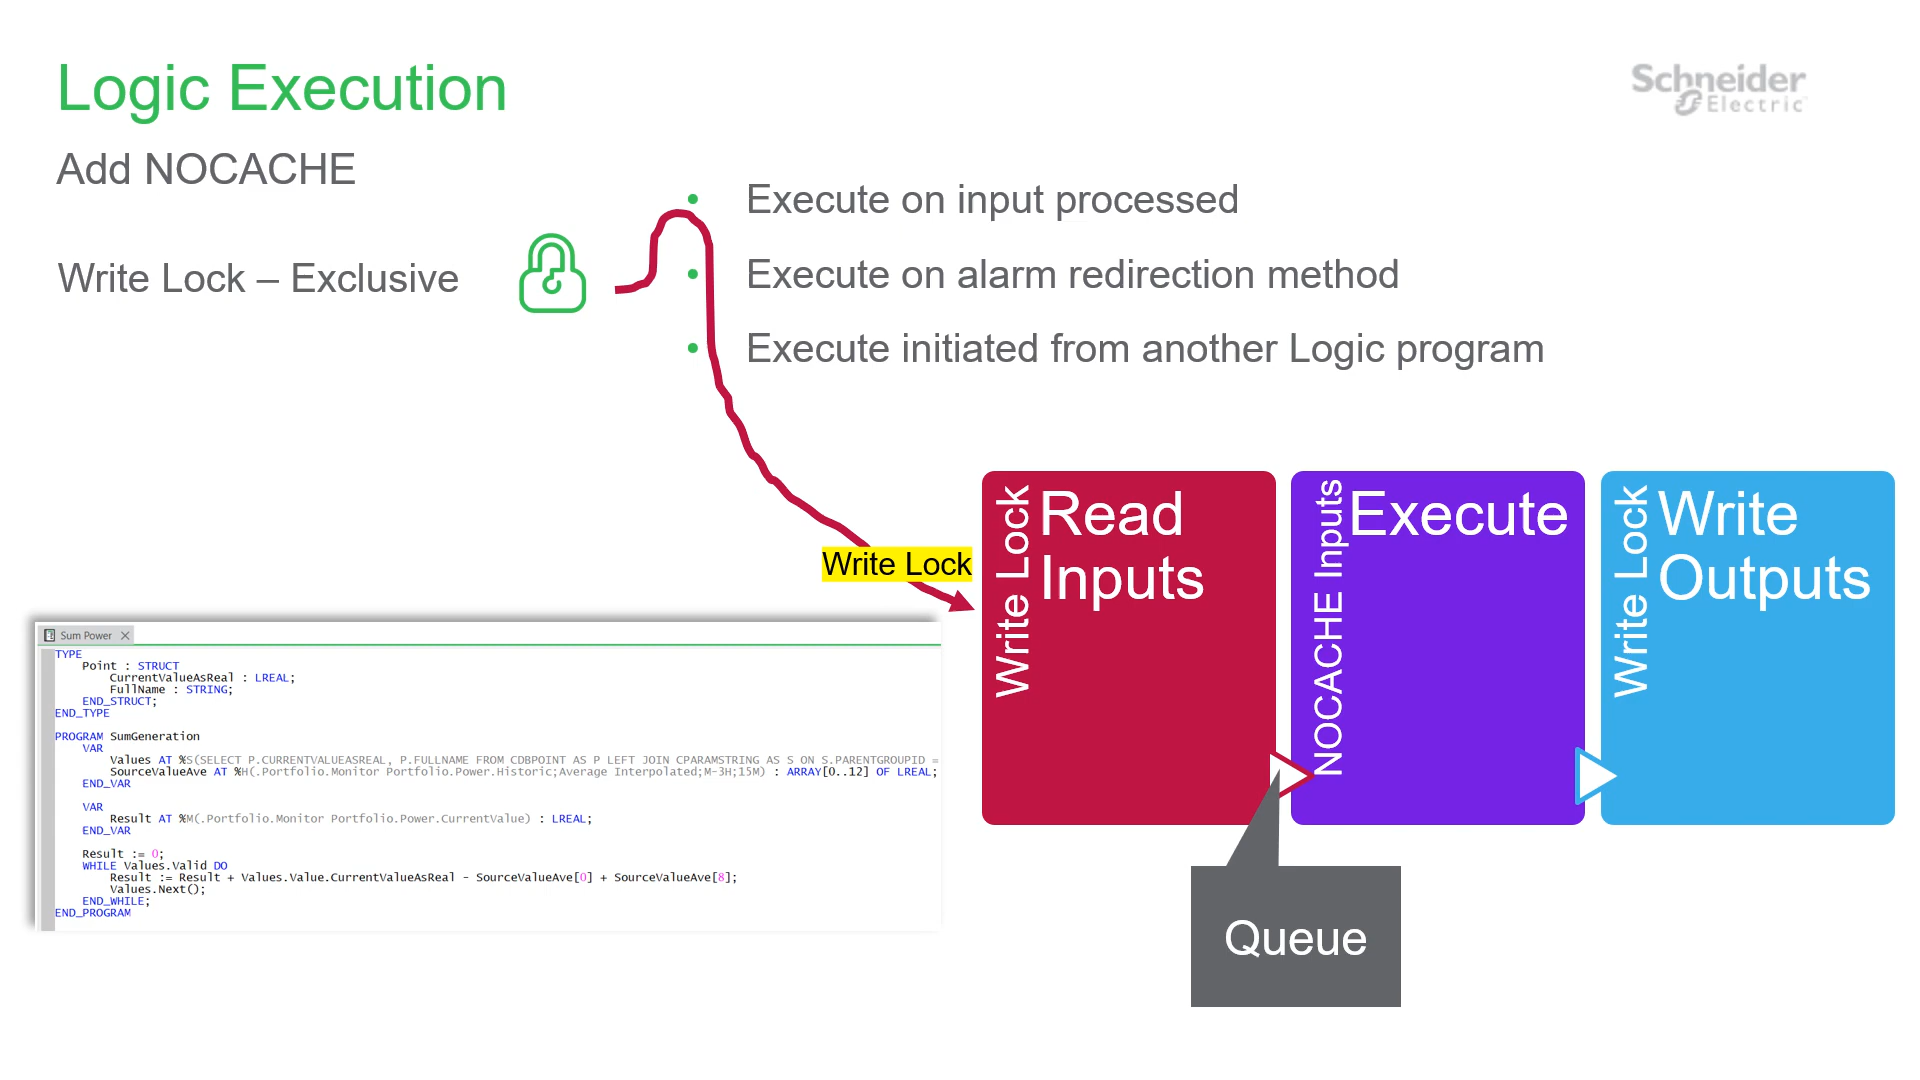 Logic Execution
Schneider
Electric
Add NOCACHE
Write Lock – Exclusive
• Execute on input processed
• Execute on alarm redirection method
• Execute initiated from another Logic program
Write Lock
Write Lock
Read
Inputs
NOCACHE Inputs
Execute
Write Lock
Write
Outputs
Queue
Sum Power
TYPE
Point : STRUCT
CurrentValueAsReal : LREAL;
FullName : STRING;
END_STRUCT;
END_TYPE
PROGRAM SumGeneration
VAR
Values AT %S(SELECT P.CURRENTVALUEASREAL, P.FULLNAME FROM CDBPOINT AS P LEFT JOIN CPARAMSTRING AS S ON S.PARENTGROUPID =
SourceValueAve AT %H(.Portfolio.Monitor Portfolio.Power.Historic;Average Interpolated;M-3H;15M) : ARRAY[0..12] OF LREAL;
END_VAR
VAR
Result AT %M(.Portfolio.Monitor Portfolio.Power.CurrentValue) : LREAL;
END_VAR
Result := 0;
WHILE Values.Valid DO
Result := Result + Values.Value.CurrentValueAsReal - SourceValueAve[0] + SourceValueAve[8];
Values.Next();
END_WHILE;
END_PROGRAM